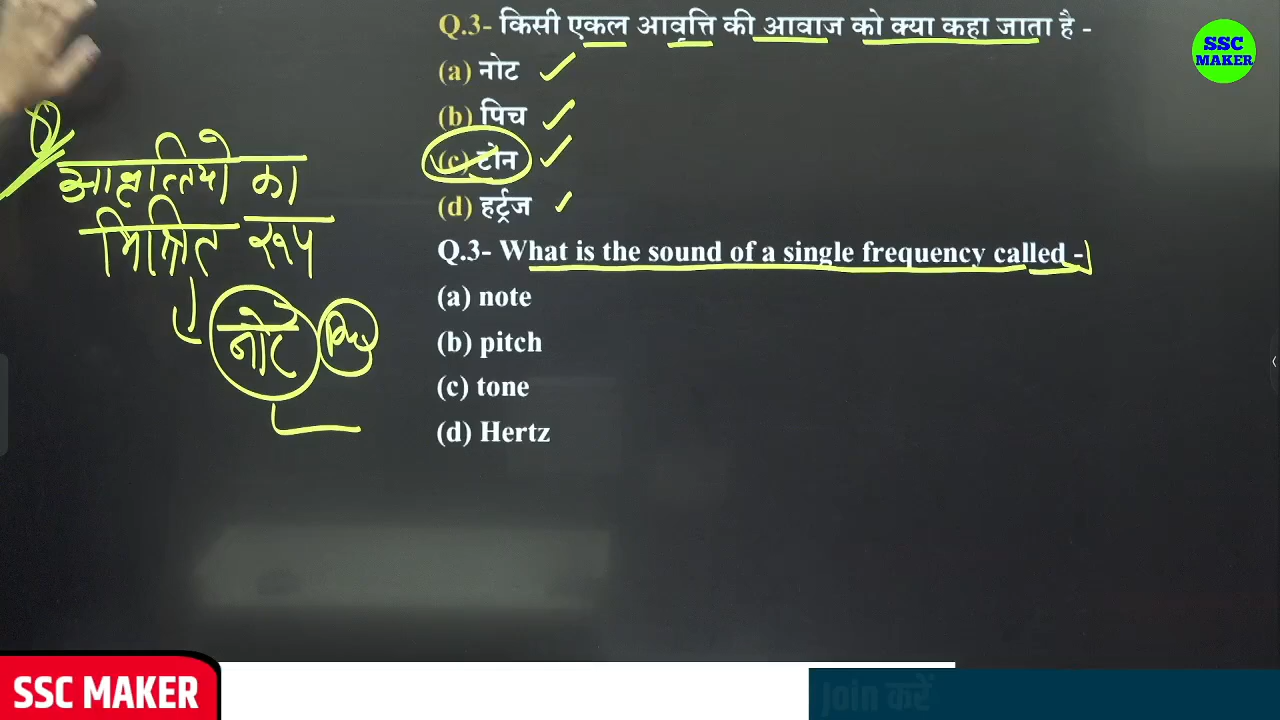 Q.3- किसी एकल आवृत्ति की आवाज को क्या कहा जाता है -
(a) नोट
(b) पिच
(c) टोन
(d) हर्ट्ज
Q.3- What is the sound of a single frequency called -
(a) note
(b) pitch
(c) tone
(d) Hertz
आवृत्तियो का
मिश्रित रूप
नोट
SSC
MAKER
SSC MAKER
Join करें